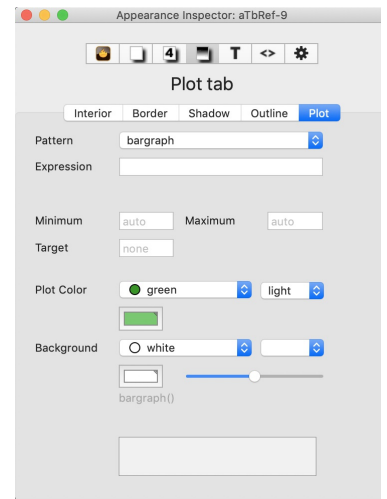 Appearance Inspector: aTbRef-9
4 T <>
Plot tab
Interior Border Shadow Outline Plot
Pattern bargraph
Expression
Minimum auto Maximum auto
Target none
Plot Color green light
Background white
bargraph()